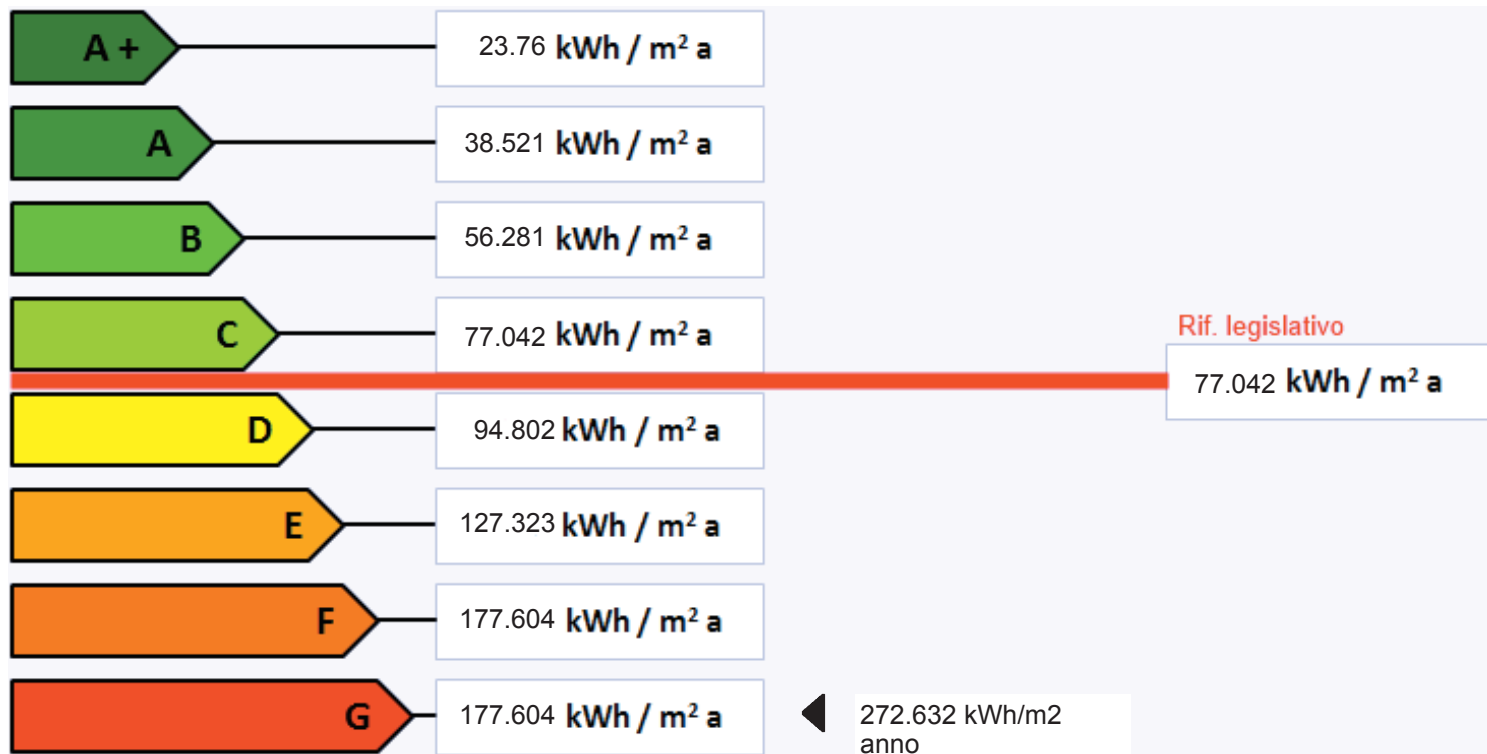 A + 23.76 kWh / m² a
A 38.521 kWh / m² a
B 56.281 kWh / m² a
C 77.042 kWh / m² a
Rif. legislativo
77.042 kWh / m² a
D 94.802 kWh / m² a
E 127.323 kWh / m² a
F 177.604 kWh / m² a
G 177.604 kWh / m² a
272.632 kWh/m2
anno